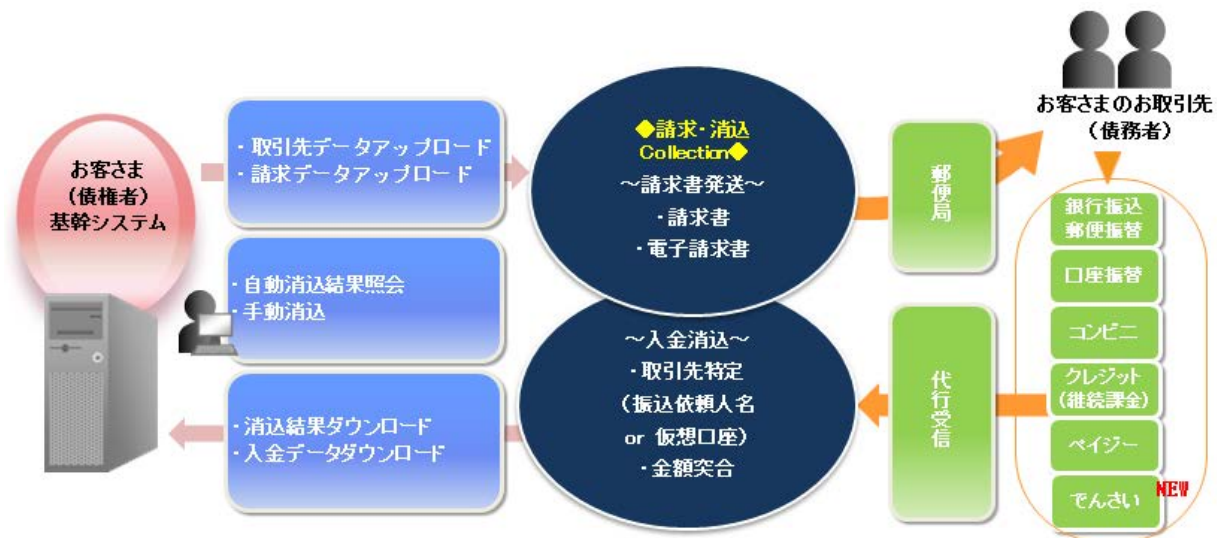 お客さま
(債権者)
基幹システム
・取引先データアップロード
・請求データアップロード
・自動消込結果照会
・手動消込
・消込結果ダウンロード
・入金データダウンロード
◆請求・消込
Collection◆
～請求書発送～
・請求書
・電子請求書
～入金消込～
・取引先特定
(振込依頼人名
or 仮想口座)
・金額突合
郵便局
代行受信
お客さまのお取引先
(債務者)
銀行振込
郵便振替
口座振替
コンビニ
クレジット
(継続課金)
ペイジー
でんさい
NEW